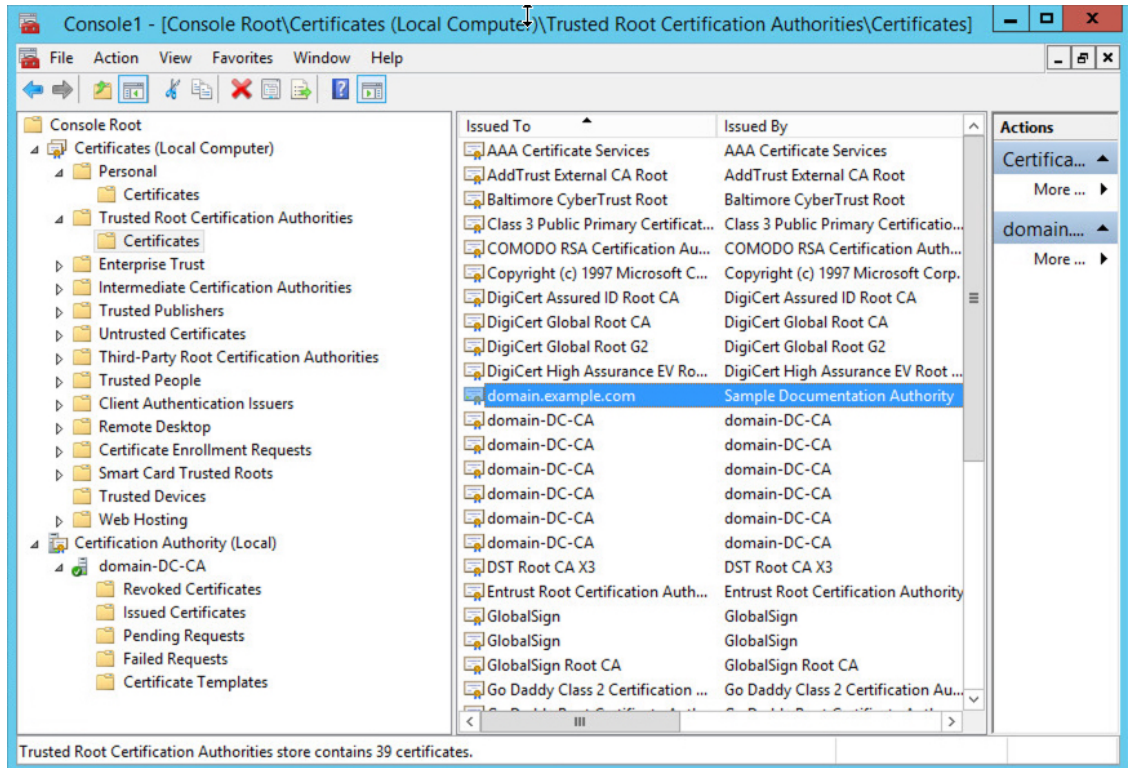 Console1 - [Console Root\Certificates (Local Computer)\Trusted Root Certification Authorities\Certificates]
File Action View Favorites Window Help
Console Root
Certificates (Local Computer)
Personal
Certificates
Trusted Root Certification Authorities
Certificates
Enterprise Trust
Intermediate Certification Authorities
Trusted Publishers
Untrusted Certificates
Third-Party Root Certification Authorities
Trusted People
Client Authentication Issuers
Remote Desktop
Certificate Enrollment Requests
Smart Card Trusted Roots
Trusted Devices
Web Hosting
Certification Authority (Local)
domain-DC-CA
Revoked Certificates
Issued Certificates
Pending Requests
Failed Requests
Certificate Templates
Issued To Issued By
AAA Certificate Services AAA Certificate Services
AddTrust External CA Root AddTrust External CA Root
Baltimore CyberTrust Root Baltimore CyberTrust Root
Class 3 Public Primary Certificat... Class 3 Public Primary Certificatio...
COMODO RSA Certification Au... COMODO RSA Certification Auth...
Copyright (c) 1997 Microsoft C... Copyright (c) 1997 Microsoft Corp.
DigiCert Assured ID Root CA DigiCert Assured ID Root CA
DigiCert Global Root CA DigiCert Global Root CA
DigiCert Global Root G2 DigiCert Global Root G2
DigiCert High Assurance EV Ro... DigiCert High Assurance EV Root ...
domain.example.com Sample Documentation Authority
domain-DC-CA domain-DC-CA
domain-DC-CA domain-DC-CA
domain-DC-CA domain-DC-CA
domain-DC-CA domain-DC-CA
domain-DC-CA domain-DC-CA
domain-DC-CA domain-DC-CA
DST Root CA X3 DST Root CA X3
Entrust Root Certification Auth... Entrust Root Certification Authority
GlobalSign GlobalSign
GlobalSign GlobalSign
GlobalSign Root CA GlobalSign Root CA
Go Daddy Class 2 Certification ... Go Daddy Class 2 Certification Au...
Actions
Certifica...
More ...
domain....
More ...
Trusted Root Certification Authorities store contains 39 certificates.